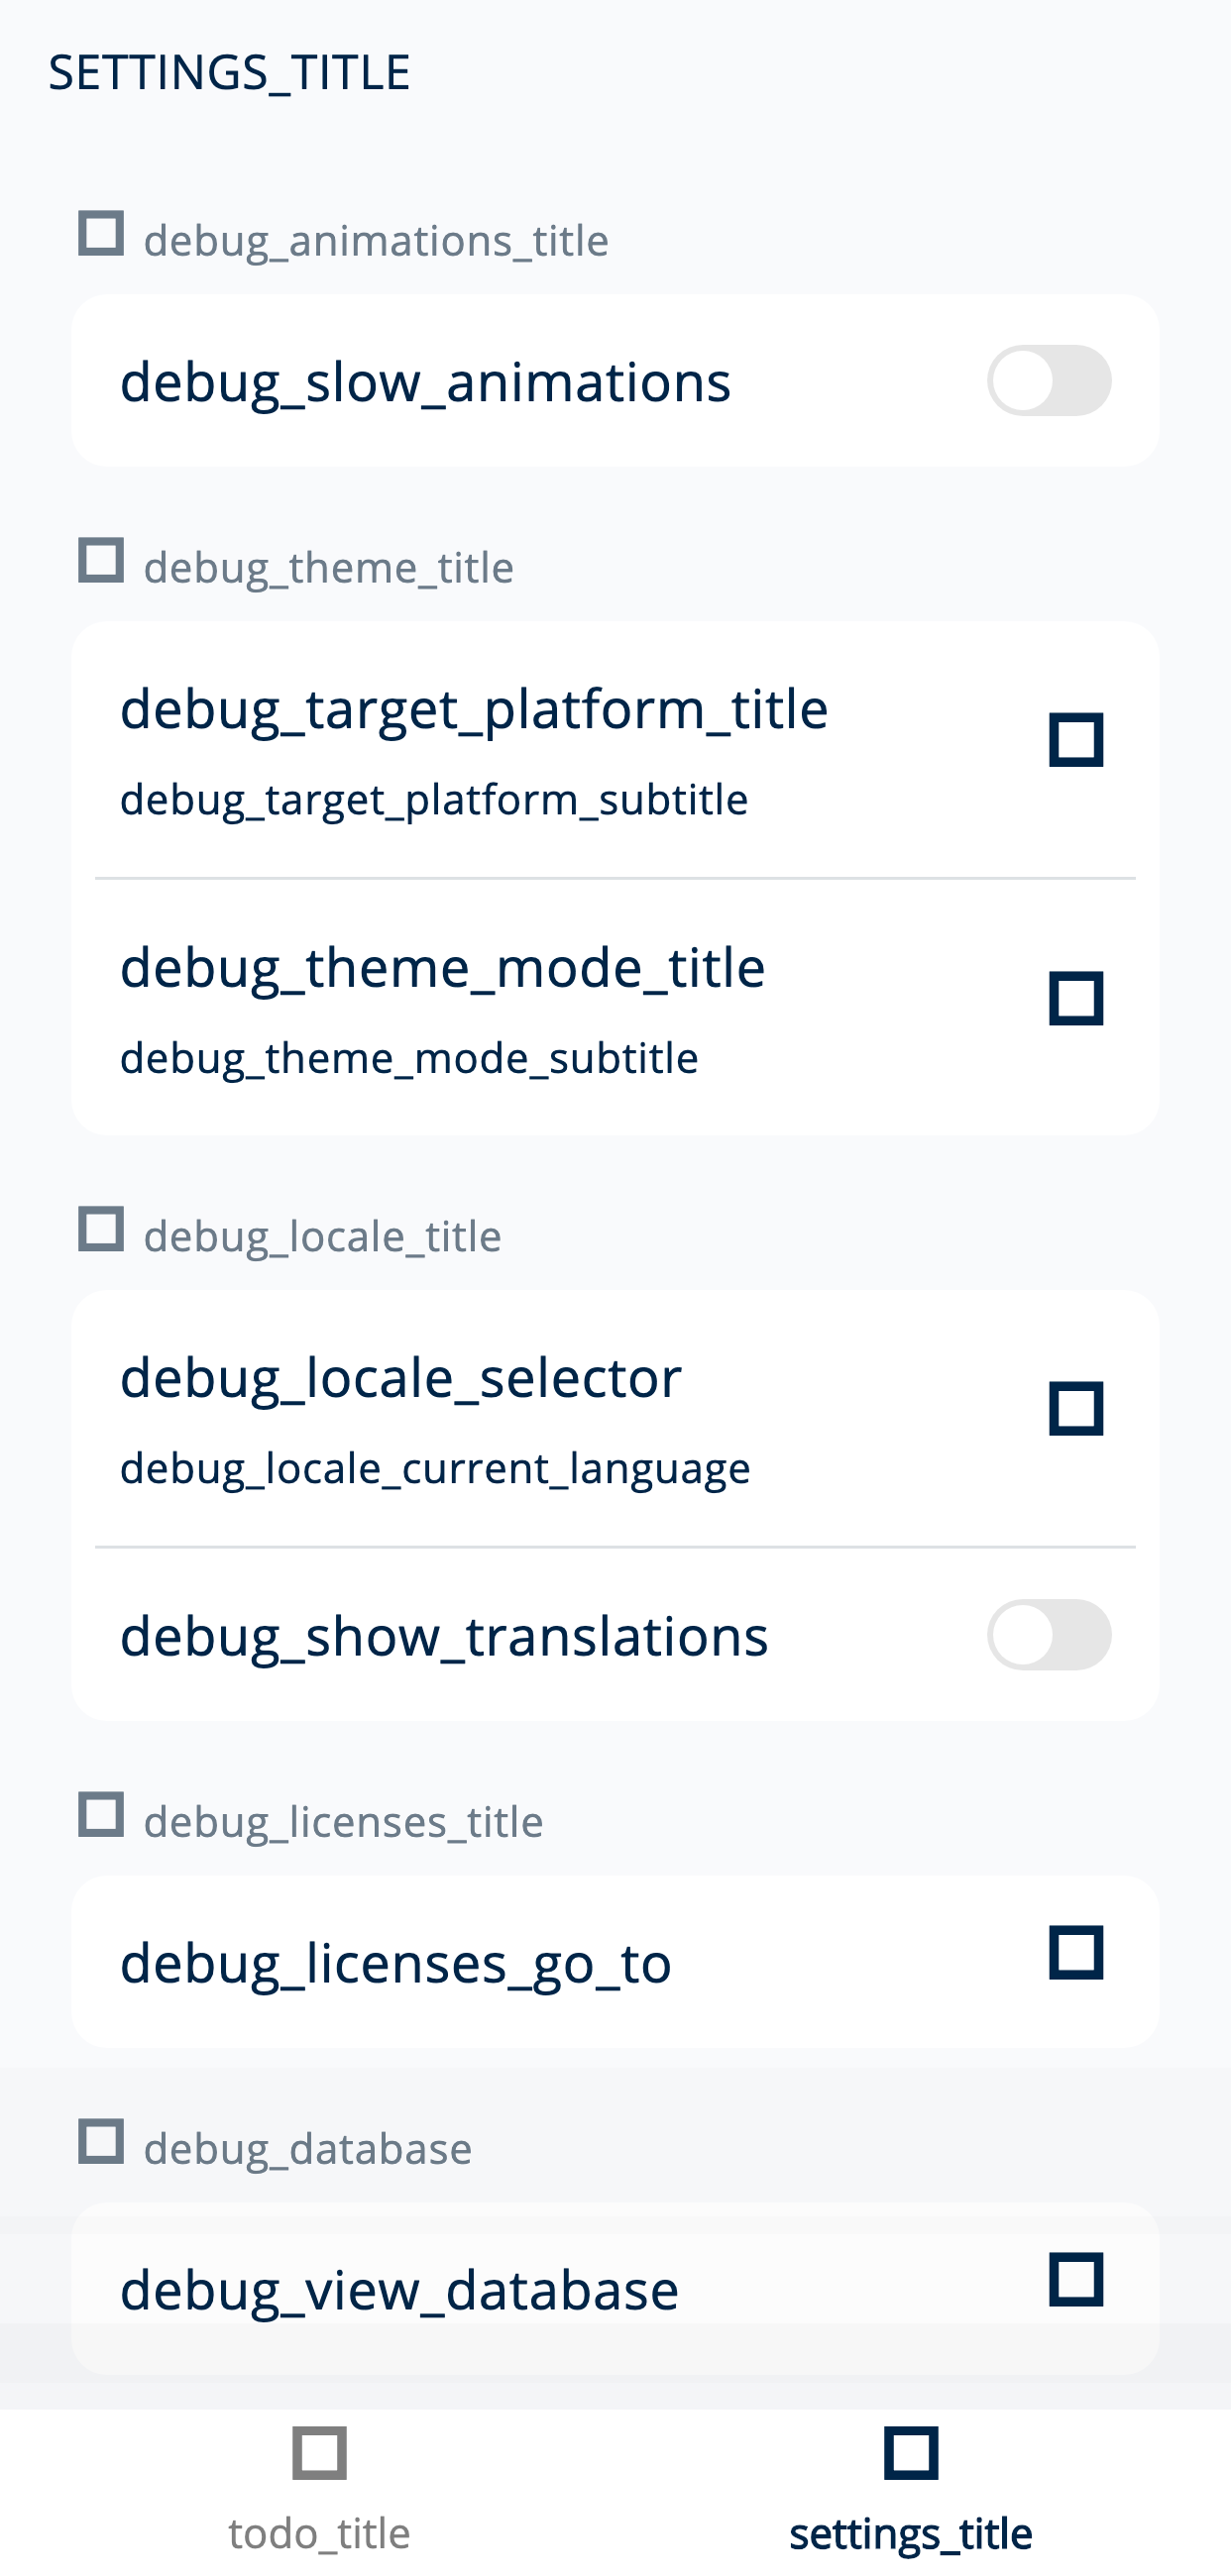 SETTINGS_TITLE
debug_animations_title
debug_slow_animations
debug_theme_title
debug_target_platform_title
debug_target_platform_subtitle
debug_theme_mode_title
debug_theme_mode_subtitle
debug_locale_title
debug_locale_selector
debug_locale_current_language
debug_show_translations
debug_licenses_title
debug_licenses_go_to
debug_database
debug_view_database
todo_title
settings_title